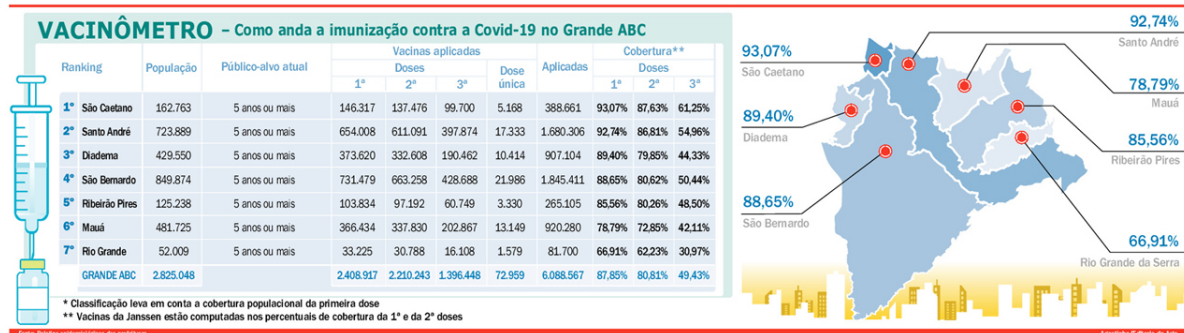 VACINÔMETRO – Como anda a imunização contra a Covid-19 no Grande ABC
Ranking População Público-alvo atual Vacinas aplicadas Aplicadas Cobertura**
Doses Dose única Doses
1ª 2ª 3ª 1ª 2ª 3ª
1º São Caetano 162.763 5 anos ou mais 146.317 137.476 99.700 5.168 388.661 93,07% 87,63% 61,25%
2º Santo André 723.889 5 anos ou mais 654.008 611.091 397.874 17.333 1.680.306 92,74% 86,81% 54,96%
3º Diadema 429.550 5 anos ou mais 373.620 332.608 190.462 10.414 907.104 89,40% 79,85% 44,33%
4º São Bernardo 849.874 5 anos ou mais 731.479 663.258 428.688 21.986 1.845.411 88,65% 80,62% 50,44%
5º Ribeirão Pires 125.238 5 anos ou mais 103.834 97.192 60.749 3.330 265.105 85,56% 80,26% 48,50%
6º Mauá 481.725 5 anos ou mais 366.434 337.830 202.867 13.149 920.280 78,79% 72,85% 42,11%
7º Rio Grande 52.009 5 anos ou mais 33.225 30.788 16.108 1.579 81.700 66,91% 62,23% 30,97%
GRANDE ABC 2.825.048 2.408.917 2.210.243 1.396.448 72.959 6.088.567 87,85% 80,81% 49,43%
* Classificação leva em conta a cobertura populacional da primeira dose
** Vacinas da Janssen estão computadas nos percentuais de cobertura da 1ª e da 2ª doses
93,07%
São Caetano
89,40%
Diadema
88,65%
São Bernardo
92,74%
Santo André
78,79%
Mauá
85,56%
Ribeirão Pires
66,91%
Rio Grande da Serra